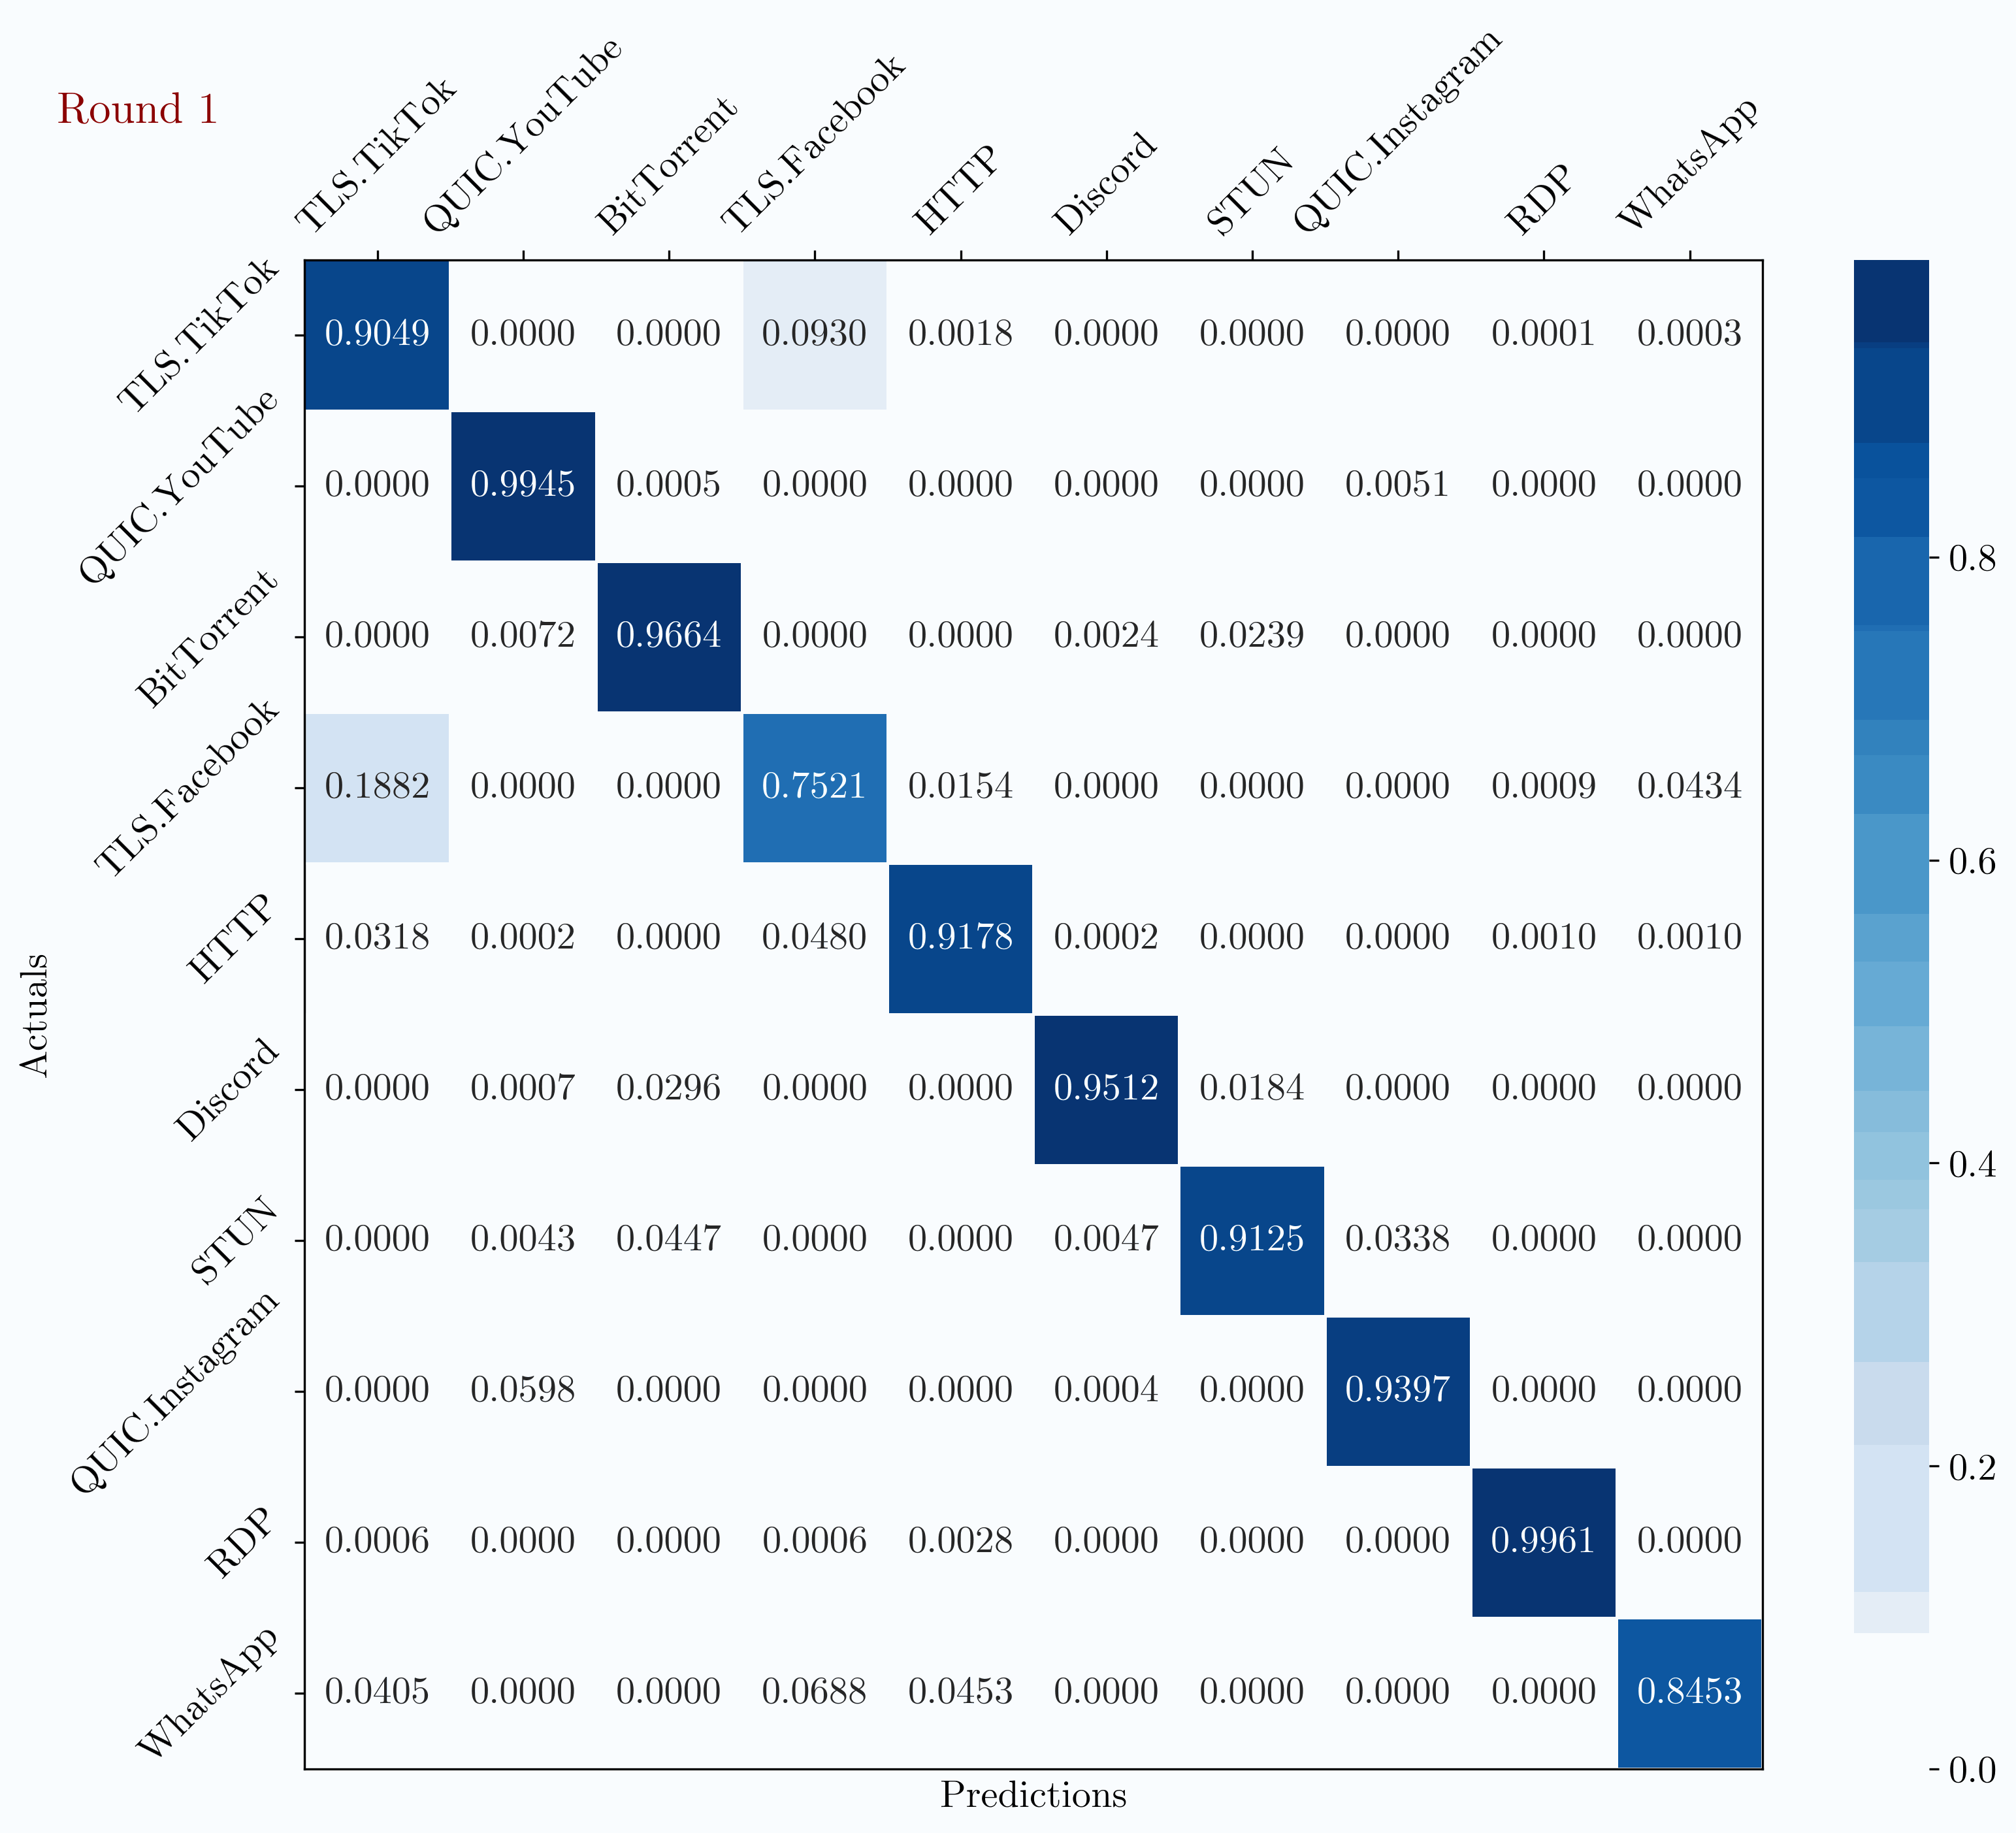 Round 1
TLS.TikTok QUIC.YouTube BitTorrent TLS.Facebook HTTP Discord STUN QUIC.Instagram RDP WhatsApp
TLS.TikTok 0.9049 0.0000 0.0000 0.0930 0.0018 0.0000 0.0000 0.0000 0.0001 0.0003
QUIC.YouTube 0.0000 0.9945 0.0005 0.0000 0.0000 0.0000 0.0000 0.0051 0.0000 0.0000
BitTorrent 0.0000 0.0072 0.9664 0.0000 0.0000 0.0024 0.0239 0.0000 0.0000 0.0000
TLS.Facebook 0.1882 0.0000 0.0000 0.7521 0.0154 0.0000 0.0000 0.0000 0.0009 0.0434
HTTP 0.0318 0.0002 0.0000 0.0480 0.9178 0.0002 0.0000 0.0000 0.0010 0.0010
Discord 0.0000 0.0007 0.0296 0.0000 0.0000 0.9512 0.0184 0.0000 0.0000 0.0000
STUN 0.0000 0.0043 0.0447 0.0000 0.0000 0.0047 0.9125 0.0338 0.0000 0.0000
QUIC.Instagram 0.0000 0.0598 0.0000 0.0000 0.0000 0.0004 0.0000 0.9397 0.0000 0.0000
RDP 0.0006 0.0000 0.0000 0.0006 0.0028 0.0000 0.0000 0.0000 0.9961 0.0000
WhatsApp 0.0405 0.0000 0.0000 0.0688 0.0453 0.0000 0.0000 0.0000 0.0000 0.8453
Actuals
Predictions
0.8
0.6
0.4
0.2
0.0